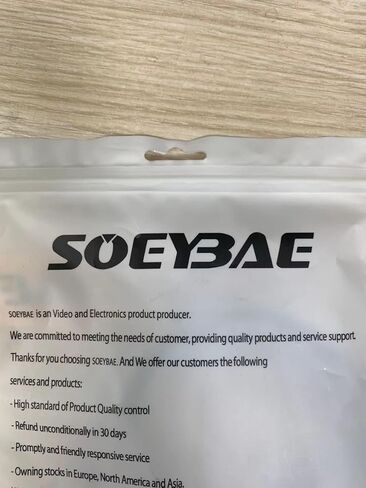 SOEYBAE
SOEYBAE is an Video and Electronics product producer.
We are committed to meeting the needs of customer, providing quality products and service support.
Thanks for you choosing SOEYBAE. And We offer our customers the following
services and products:
- High standard of Product Quality control
- Refund unconditionally in 30 days
- Promptly and friendly responsive service
- Owning stocks in Europe, North America and Asia.